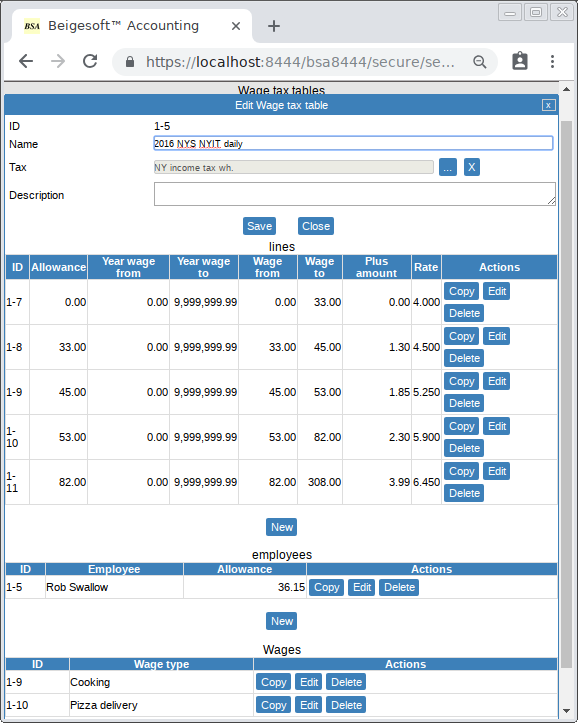 BSA Beigesoft™ Accounting
https://localhost:8444/bsa8444/secure/se...
Wage tax tables
Edit Wage tax table x
ID 1-5
Name 2016 NYS NYIT daily
Tax NY income tax wh. ... X
Description
Save Close
lines
ID Allowance Year wage from Year wage to Wage from Wage to Plus amount Rate Actions
1-7 0.00 0.00 9,999,999.99 0.00 33.00 0.00 4.000 Copy Edit Delete
1-8 33.00 0.00 9,999,999.99 33.00 45.00 1.30 4.500 Copy Edit Delete
1-9 45.00 0.00 9,999,999.99 45.00 53.00 1.85 5.250 Copy Edit Delete
1-10 53.00 0.00 9,999,999.99 53.00 82.00 2.30 5.900 Copy Edit Delete
1-11 82.00 0.00 9,999,999.99 82.00 308.00 3.99 6.450 Copy Edit Delete
New
employees
ID Employee Allowance Actions
1-5 Rob Swallow 36.15 Copy Edit Delete
New
Wages
ID Wage type Actions
1-9 Cooking Copy Edit Delete
1-10 Pizza delivery Copy Edit Delete